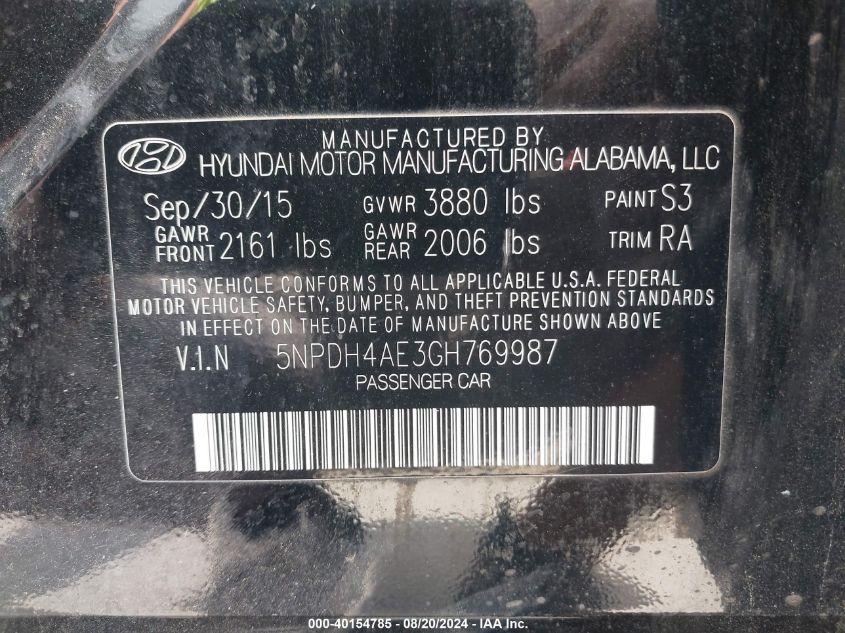 MANUFACTURED BY
HYUNDAI MOTOR MANUFACTURING ALABAMA, LLC
Sep/30/15 GVWR 3880 lbs PAINT S3
GAWR FRONT 2161 lbs GAWR REAR 2006 lbs TRIM RA
THIS VEHICLE CONFORMS TO ALL APPLICABLE U.S.A. FEDERAL
MOTOR VEHICLE SAFETY, BUMPER, AND THEFT PREVENTION STANDARDS
IN EFFECT ON THE DATE OF MANUFACTURE SHOWN ABOVE
V.I.N 5NPDH4AE3GH769987
PASSENGER CAR
000-40154785 - 08/20/2024 - IAA Inc.